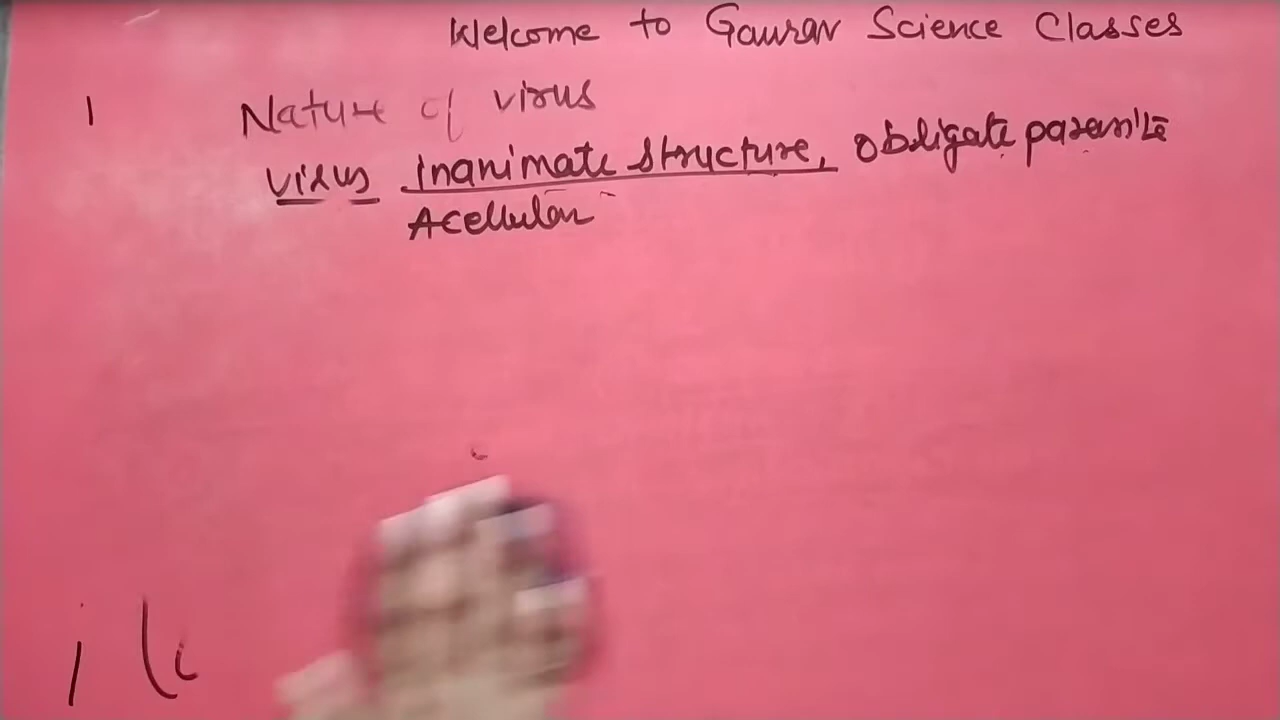 Welcome to Gaurav Science Classes
1 Nature of virus
virus inanimate structure, obligate parasite
Acellular